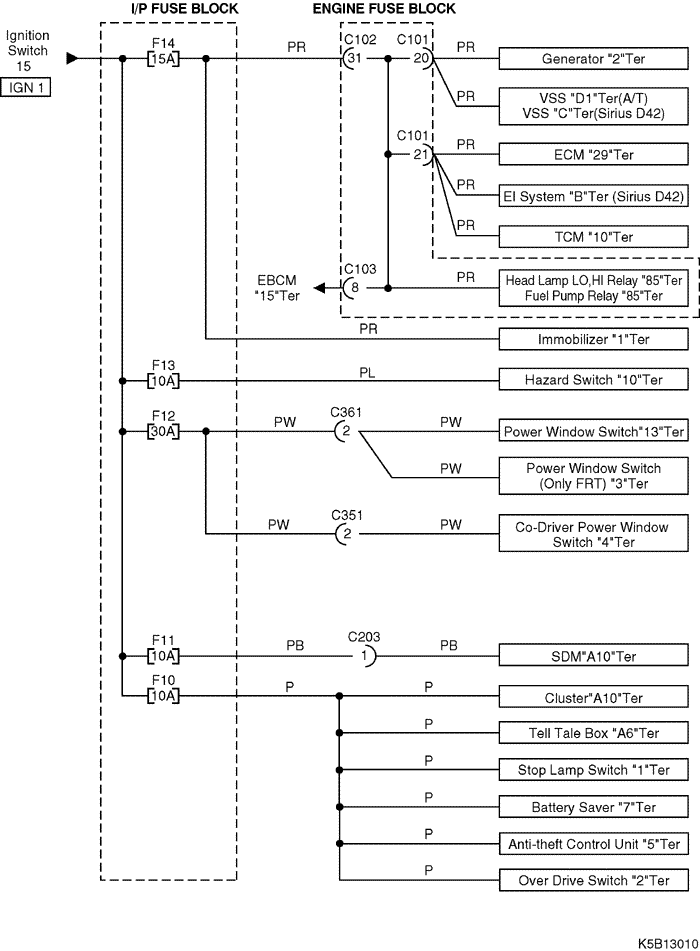 I/P FUSE BLOCK
ENGINE FUSE BLOCK
Ignition
Switch
15
IGN 1
F14
15A
PR
C102
31
C101
20
PR
Generator "2"Ter
PR
VSS "D1"Ter(A/T)
VSS "C"Ter(Sirius D42)
C101
21
PR
ECM "29"Ter
PR
EI System "B"Ter (Sirius D42)
PR
TCM "10"Ter
EBCM
"15"Ter
C103
8
PR
Head Lamp LO,HI Relay "85"Ter
Fuel Pump Relay "85"Ter
PR
Immobilizer "1"Ter
F13
10A
PL
Hazard Switch "10"Ter
F12
30A
PW
C361
2
PW
Power Window Switch"13"Ter
PW
Power Window Switch
(Only FRT) "3"Ter
PW
C351
2
PW
Co-Driver Power Window
Switch "4"Ter
F11
10A
PB
C203
1
PB
SDM"A10"Ter
F10
10A
P
P
Cluster"A10"Ter
P
Tell Tale Box "A6"Ter
P
Stop Lamp Switch "1"Ter
P
Battery Saver "7"Ter
P
Anti-theft Control Unit "5"Ter
P
Over Drive Switch "2"Ter
K5B13010